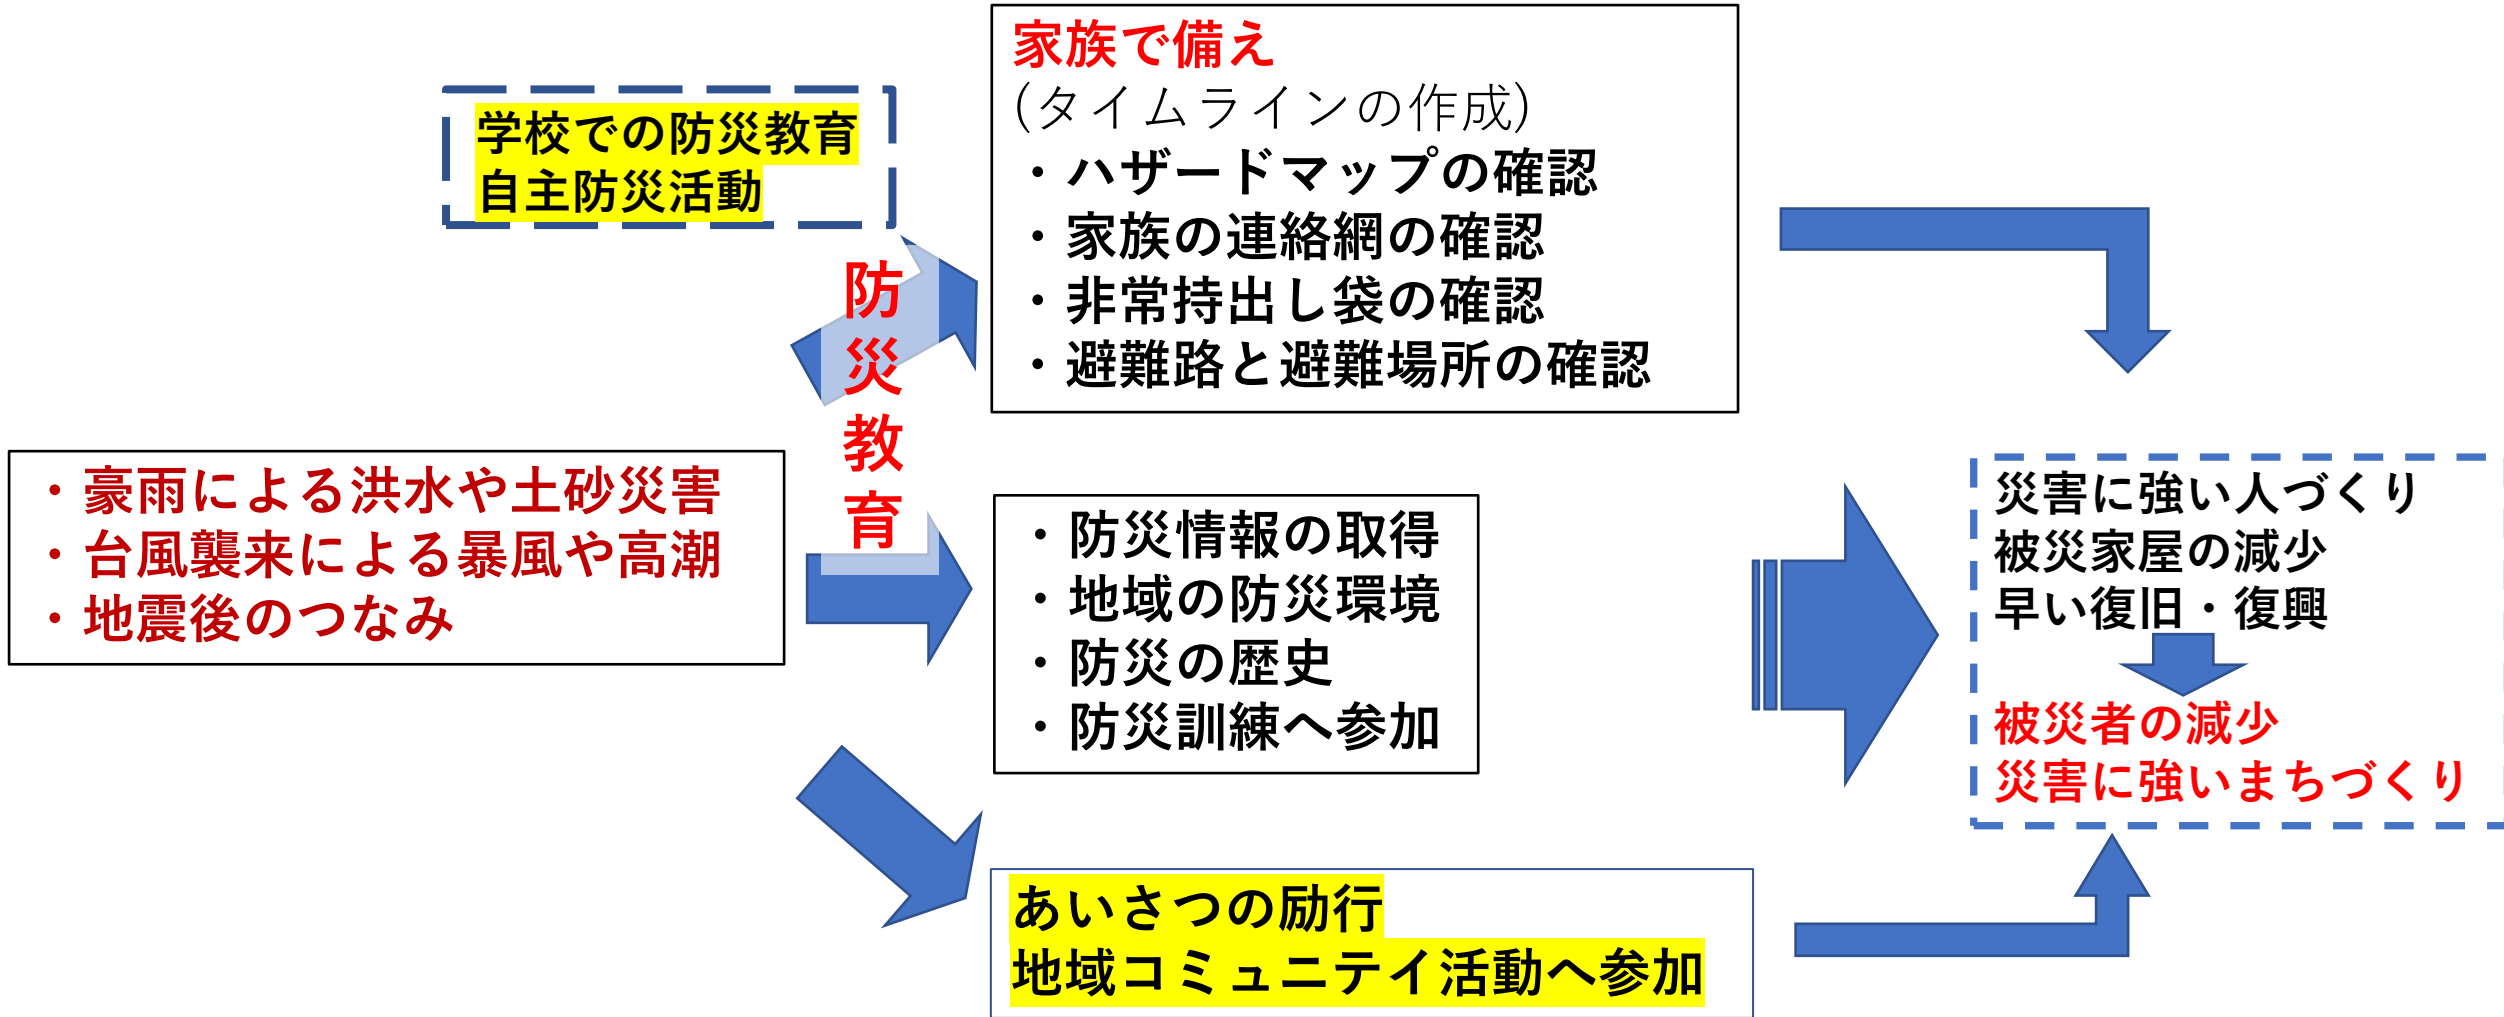 学校での防災教育
自主防災活動
防災教育
・豪雨による洪水や土砂災害
・台風襲来による暴風や高潮
・地震後のつなみ
家族で備え
（タイムラインの作成）
・ハザードマップの確認
・家族の連絡網の確認
・非常持出し袋の確認
・避難路と避難場所の確認
・防災情報の取得
・地域の防災環境
・防災の歴史
・防災訓練へ参加
あいさつの励行
地域コミュニテイ活動へ参加
災害に強い人づくり
被災家屋の減少
早い復旧・復興
被災者の減少
災害に強いまちづくり